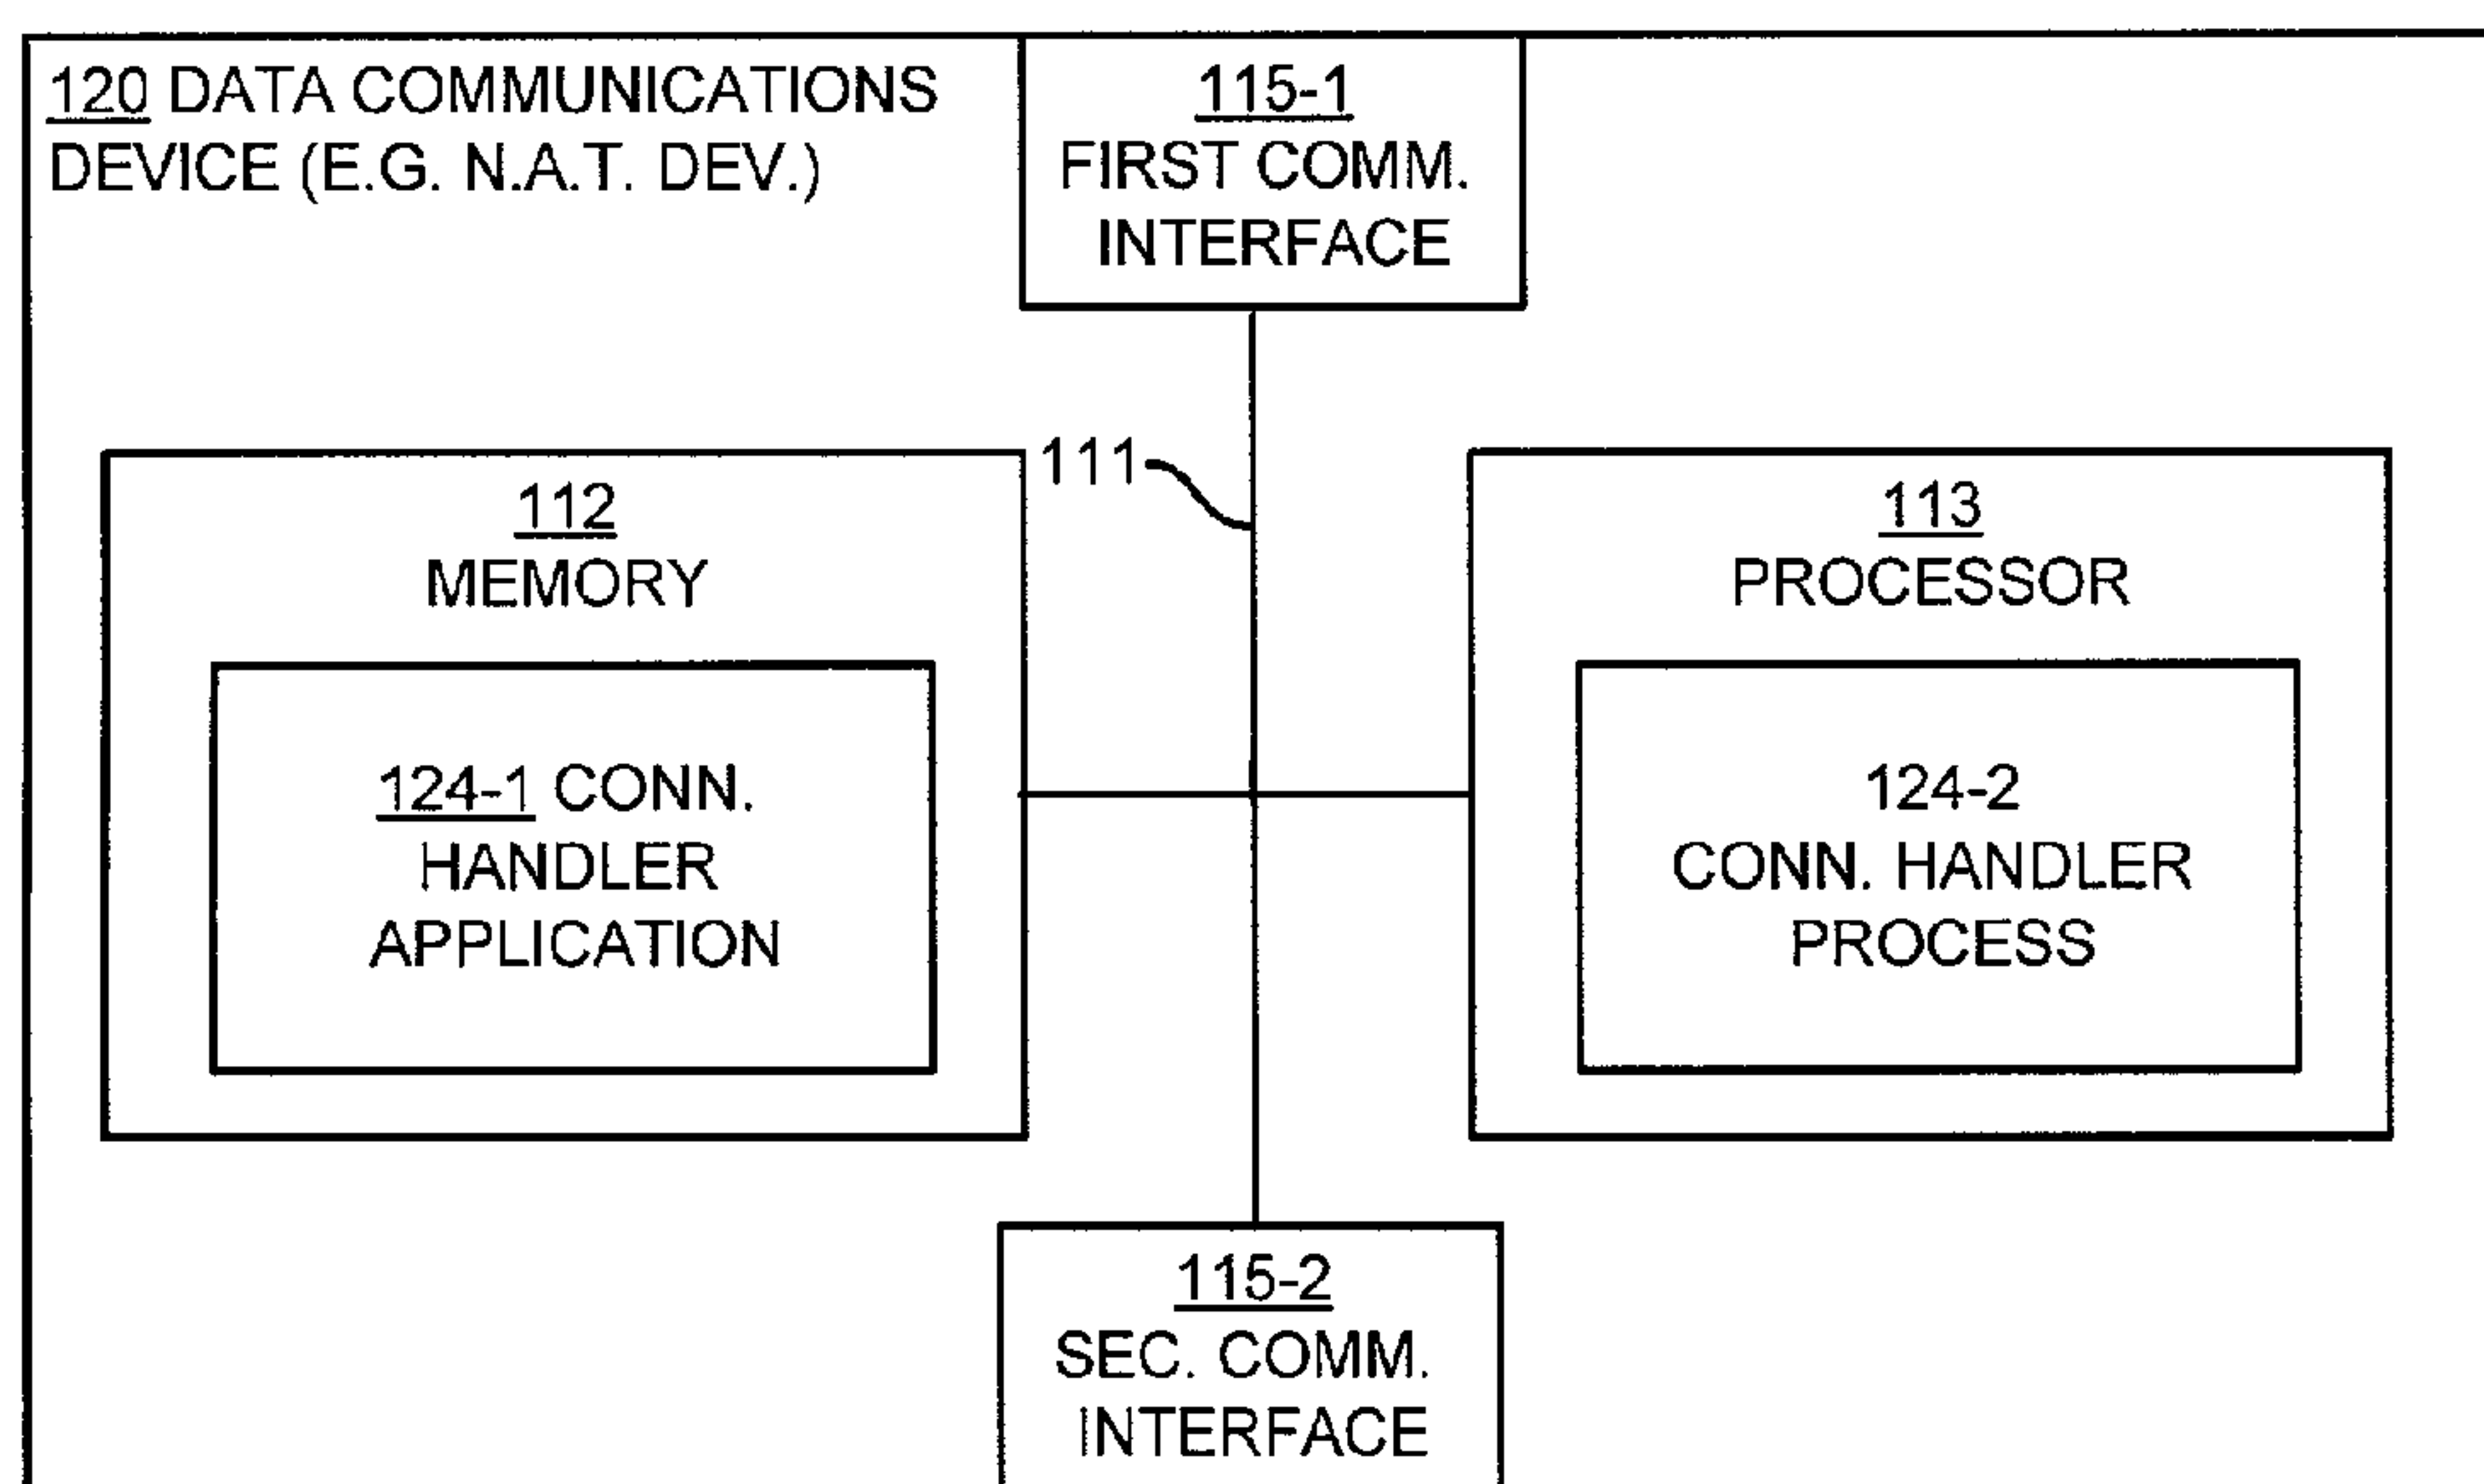 120 DATA COMMUNICATIONS
DEVICE (E.G. N.A.T. DEV.)
115-1
FIRST COMM.
INTERFACE
111
112
MEMORY
124-1 CONN.
HANDLER
APPLICATION
113
PROCESSOR
124-2
CONN. HANDLER
PROCESS
115-2
SEC. COMM.
INTERFACE